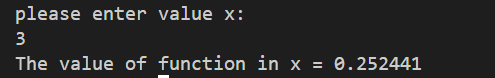 please enter value x:
3
The value of function in x = 0.252441